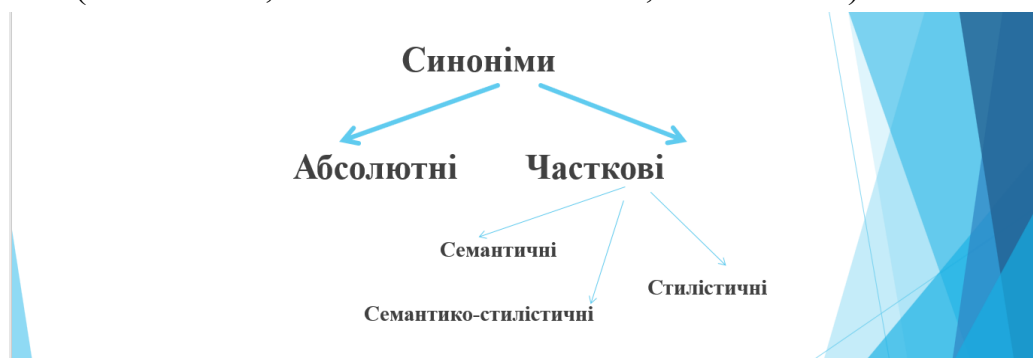 Синоніми
Абсолютні Часткові
Семантичні
Стилістичні
Семантико-стилістичні